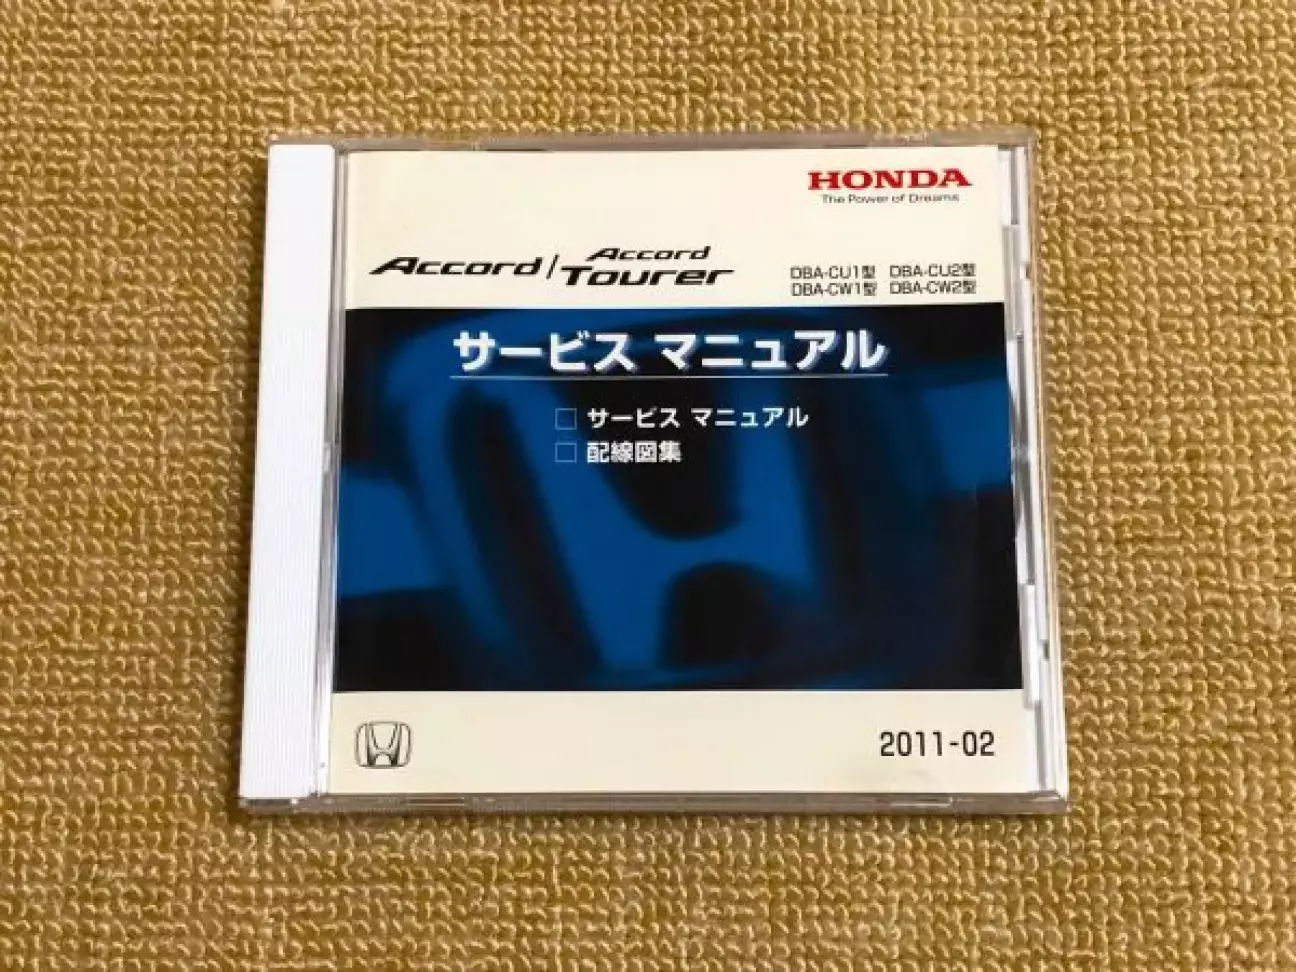 HONDA
The Power of Dreams
Accord / Accord Tourer
DBA-CU1型 DBA-CU2型
DBA-CW1型 DBA-CW2型
サービス マニュアル
□ サービス マニュアル
□ 配線図集
2011-02